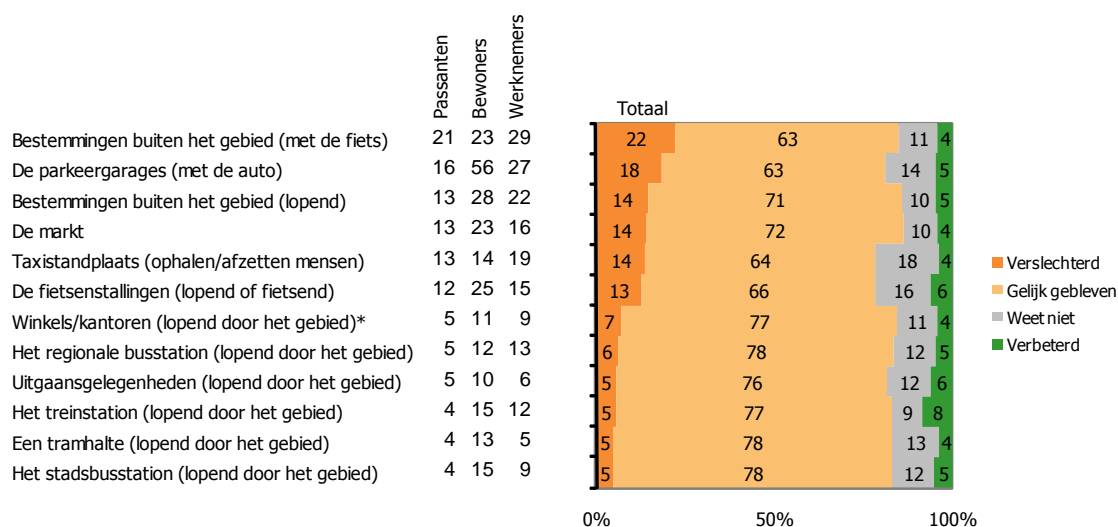 Passanten Bewoners Werknemers
Totaal
Bestemmingen buiten het gebied (met de fiets) 21 23 29 22 63 11 4
De parkeergarages (met de auto) 16 56 27 18 63 14 5
Bestemmingen buiten het gebied (lopend) 13 28 22 14 71 10 5
De markt 13 23 16 14 72 10 4
Taxistandplaats (ophalen/afzetten mensen) 13 14 19 14 64 18 4
De fietsenstallingen (lopend of fietsend) 12 25 15 13 66 16 6
Winkels/kantoren (lopend door het gebied)* 5 11 9 7 77 11 4
Het regionale busstation (lopend door het gebied) 5 12 13 6 78 12 5
Uitgaansgelegenheden (lopend door het gebied) 5 10 6 5 76 12 6
Het treinstation (lopend door het gebied) 4 15 12 5 77 9 8
Een tramhalte (lopend door het gebied) 4 13 5 5 78 13 4
Het stadsbusstation (lopend door het gebied) 4 15 9 5 78 12 5
0% 50% 100%
Verslechterd
Gelijk gebleven
Weet niet
Verbeterd